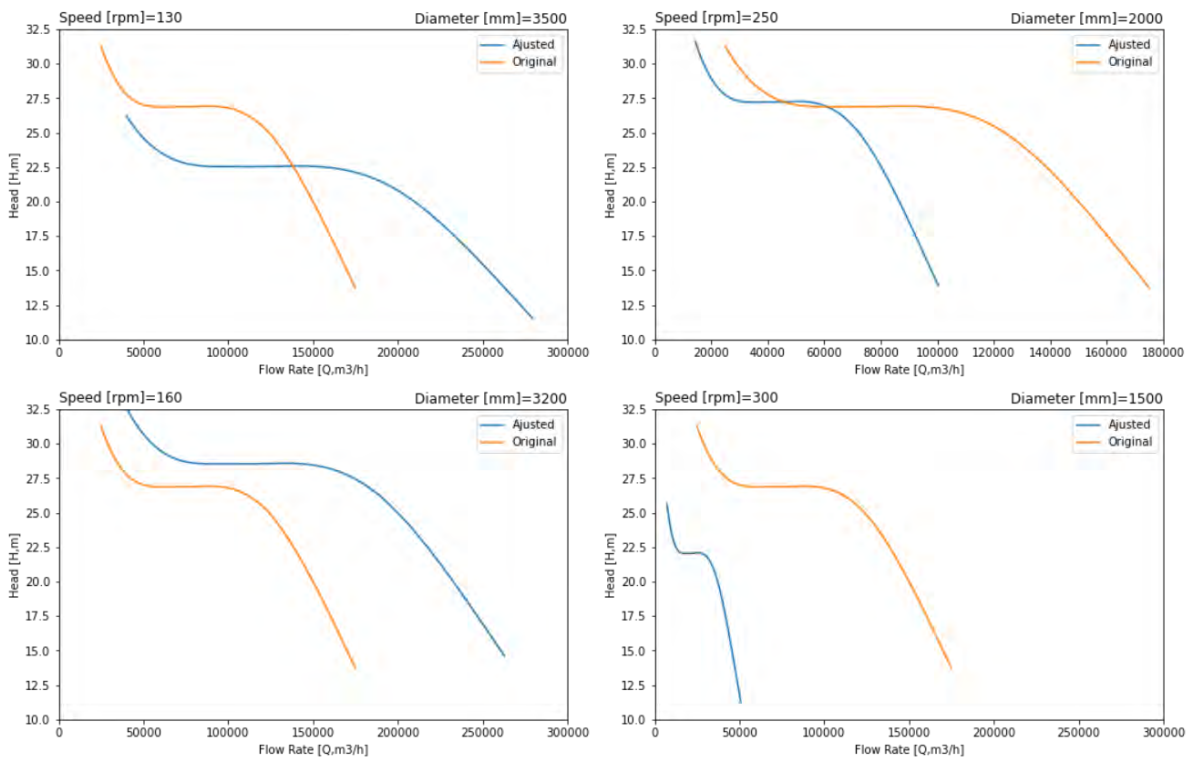 Speed [rpm]=130 Diameter [mm]=3500
32.5
30.0
27.5
25.0
22.5
20.0
17.5
15.0
12.5
10.0
Head [H,m]
Ajusted
Original
0 50000 100000 150000 200000 250000 300000
Flow Rate [Q,m3/h]
Speed [rpm]=250 Diameter [mm]=2000
32.5
30.0
27.5
25.0
22.5
20.0
17.5
15.0
12.5
10.0
Head [H,m]
Ajusted
Original
0 20000 40000 60000 80000 100000 120000 140000 160000 180000
Flow Rate [Q,m3/h]
Speed [rpm]=160 Diameter [mm]=3200
32.5
30.0
27.5
25.0
22.5
20.0
17.5
15.0
12.5
10.0
Head [H,m]
Ajusted
Original
0 50000 100000 150000 200000 250000 300000
Flow Rate [Q,m3/h]
Speed [rpm]=300 Diameter [mm]=1500
32.5
30.0
27.5
25.0
22.5
20.0
17.5
15.0
12.5
10.0
Head [H,m]
Ajusted
Original
0 50000 100000 150000 200000 250000 300000
Flow Rate [Q,m3/h]